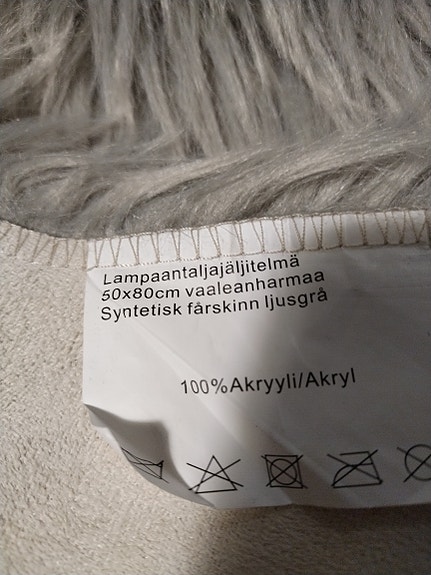 Lampaantaljajäljitelmä
50x80cm vaaleanharmaa
Syntetisk fårskinn ljusgrå
100%Akryyli/Akryl